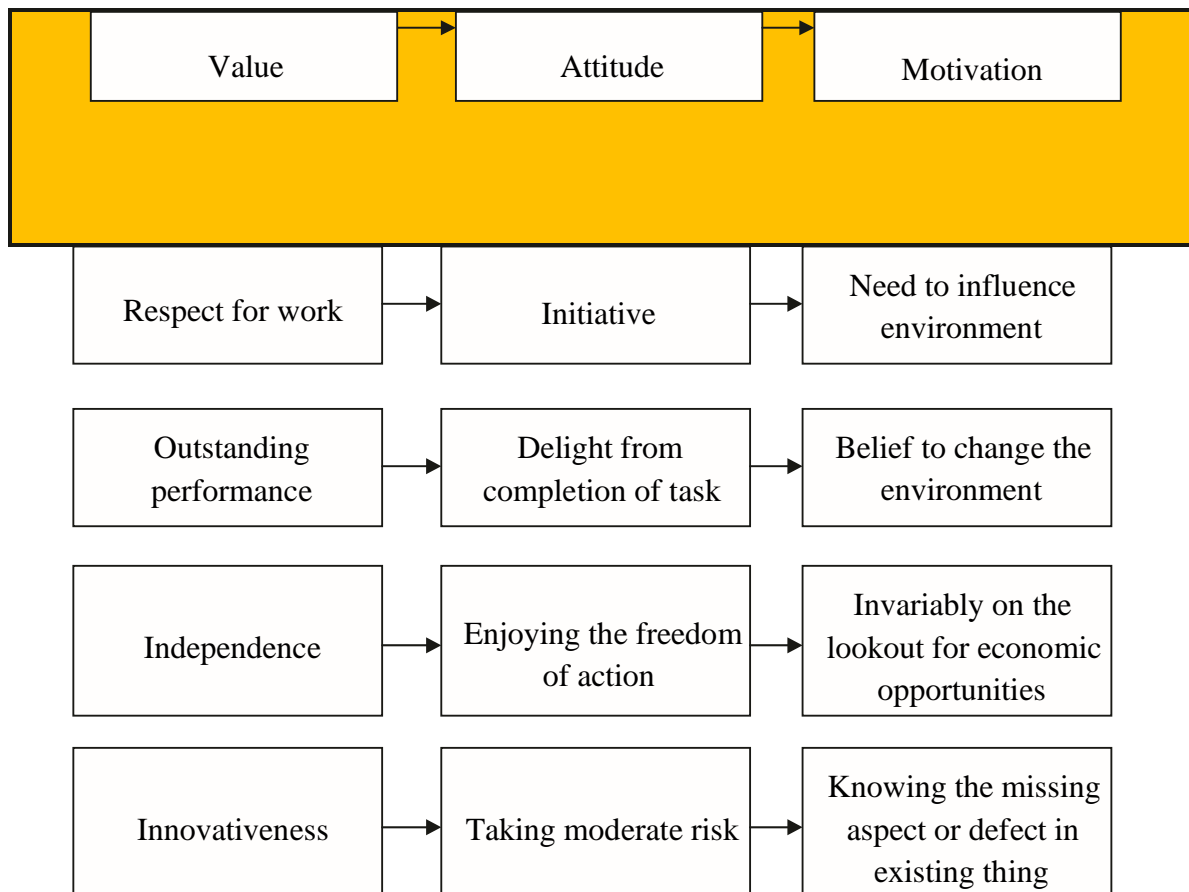 Value
Attitude
Motivation
Respect for work
Initiative
Need to influence
environment
Outstanding
performance
Delight from
completion of task
Belief to change the
environment
Independence
Enjoying the freedom
of action
Invariably on the
lookout for economic
opportunities
Innovativeness
Taking moderate risk
Knowing the missing
aspect or defect in
existing thing